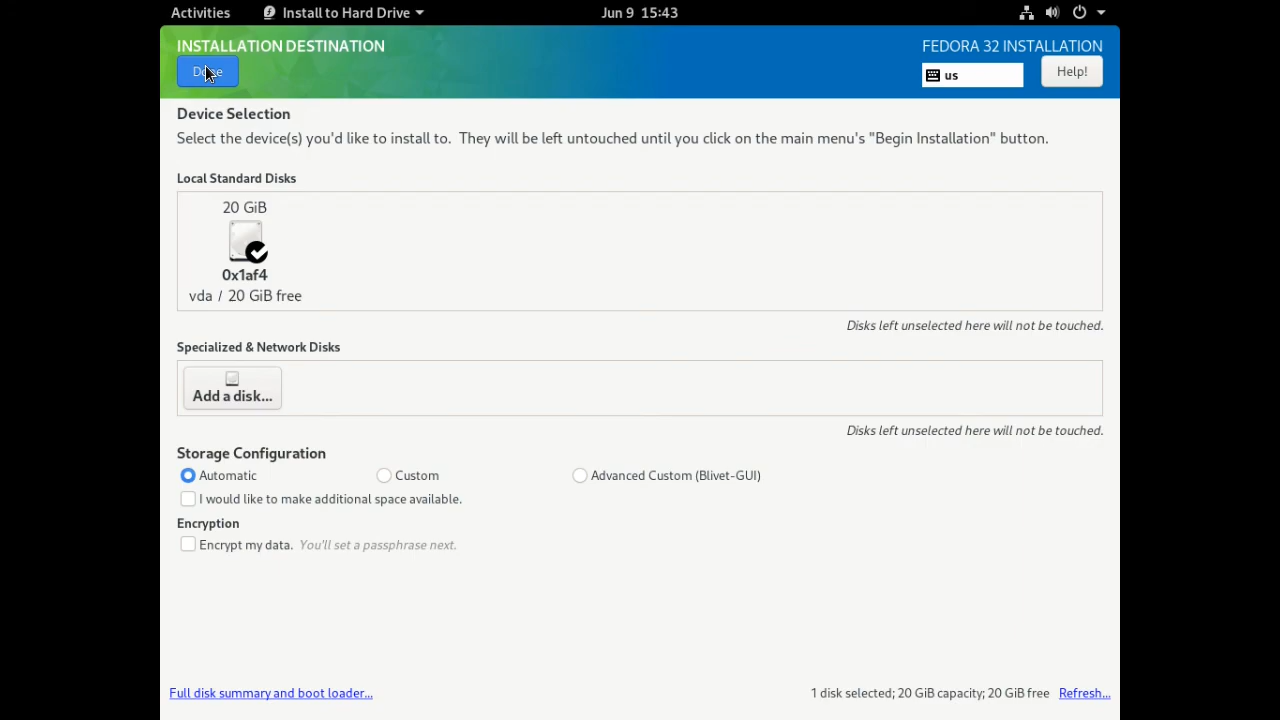 Activities
Install to Hard Drive
Jun 9 15:43
INSTALLATION DESTINATION
FEDORA 32 INSTALLATION
Done
us
Help!
Device Selection
Select the device(s) you'd like to install to. They will be left untouched until you click on the main menu's "Begin Installation" button.
Local Standard Disks
20 GiB
0x1af4
vda / 20 GiB free
Disks left unselected here will not be touched.
Specialized & Network Disks
Add a disk...
Disks left unselected here will not be touched.
Storage Configuration
Automatic
Custom
Advanced Custom (Blivet-GUI)
I would like to make additional space available.
Encryption
Encrypt my data. You'll set a passphrase next.
Full disk summary and boot loader...
1 disk selected; 20 GiB capacity; 20 GiB free
Refresh...